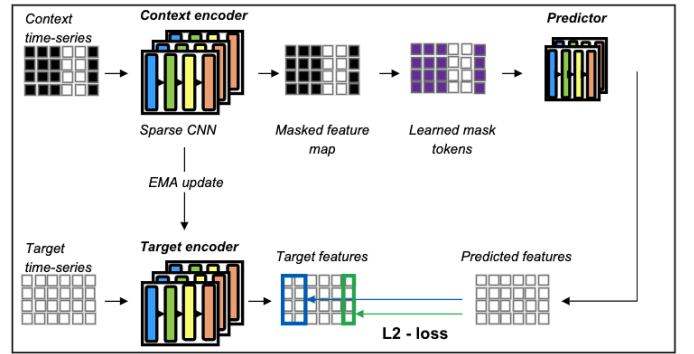 Context
time-series
Context encoder
Predictor
Sparse CNN
Masked feature
map
Learned mask
tokens
EMA update
Target
time-series
Target encoder
Target features
Predicted features
L2 - loss